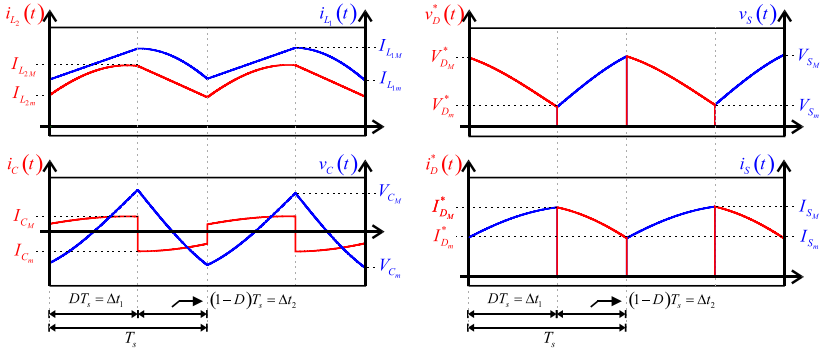 i_{L_2}(t) i_{L_1}(t) v_D^*(t) v_S(t)
I_{L_{2M}} I_{L_{1M}} V_{D_M}^* V_{S_M}
I_{L_{2m}} I_{L_{1m}} V_{D_m}^* V_{S_m}
i_C(t) v_C(t) i_D^*(t) i_S(t)
I_{C_M} V_{C_M} I_{D_M}^* I_{S_M}
I_{C_m} V_{C_m} I_{D_m}^* I_{S_m}
DT_s = Δt_1 (1−D)T_s = Δt_2 DT_s = Δt_1 (1−D)T_s = Δt_2
T_s T_s